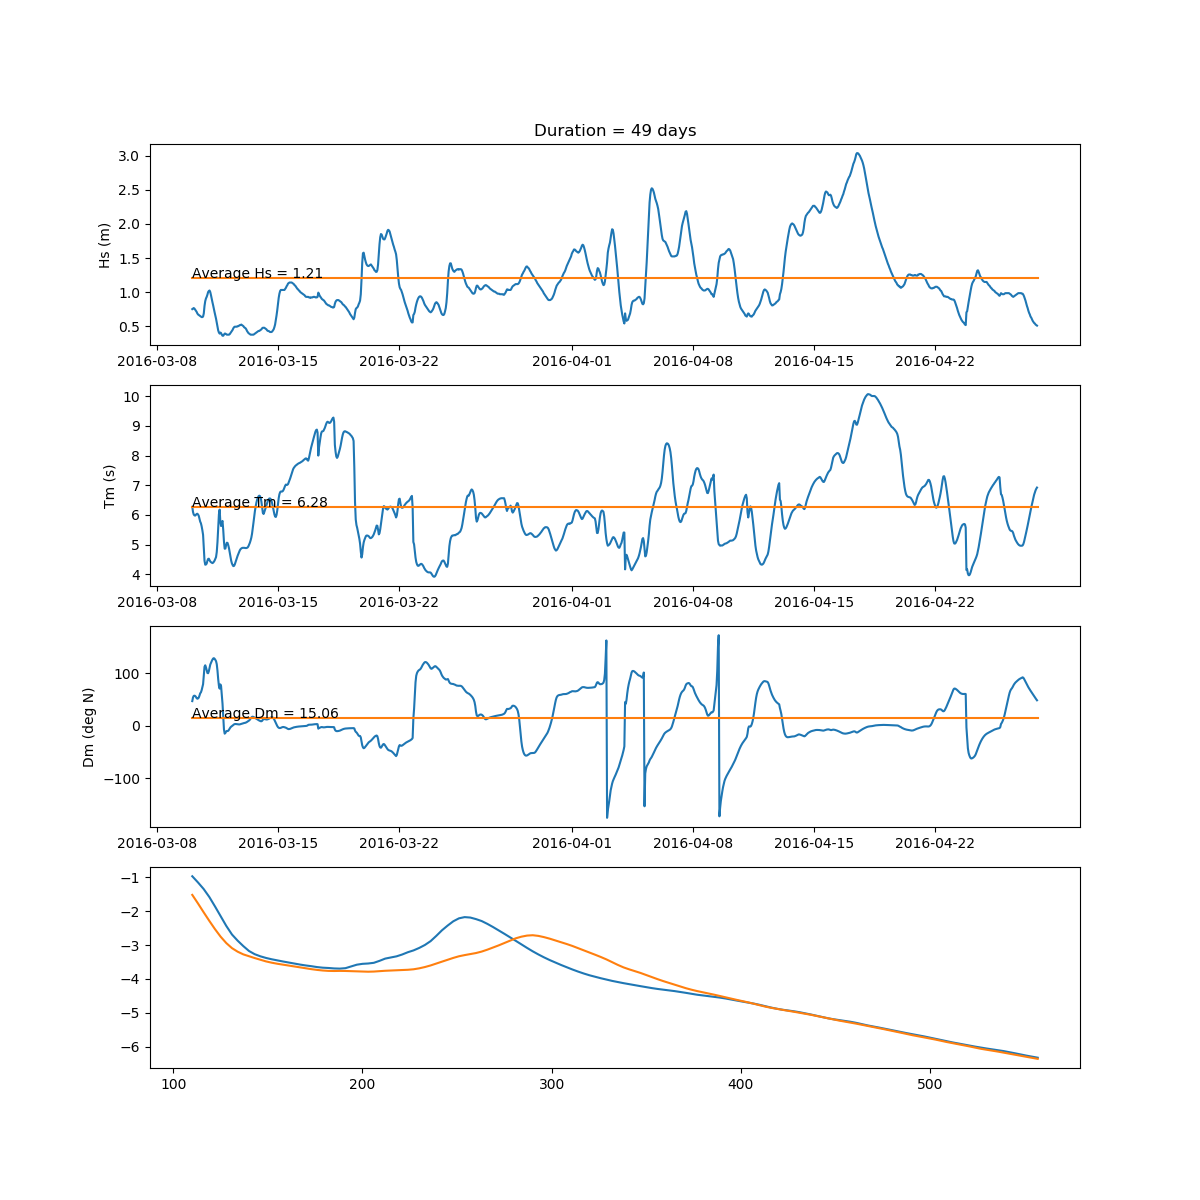 Duration = 49 days
Hs (m)
3.0
2.5
2.0
1.5
1.0
0.5
Average Hs = 1.21
2016-03-08 2016-03-15 2016-03-22 2016-04-01 2016-04-08 2016-04-15 2016-04-22
Tm (s)
10
9
8
7
6
5
4
Average Tm = 6.28
2016-03-08 2016-03-15 2016-03-22 2016-04-01 2016-04-08 2016-04-15 2016-04-22
Dm (deg N)
100
0
−100
Average Dm = 15.06
2016-03-08 2016-03-15 2016-03-22 2016-04-01 2016-04-08 2016-04-15 2016-04-22
−1
−2
−3
−4
−5
−6
100 200 300 400 500